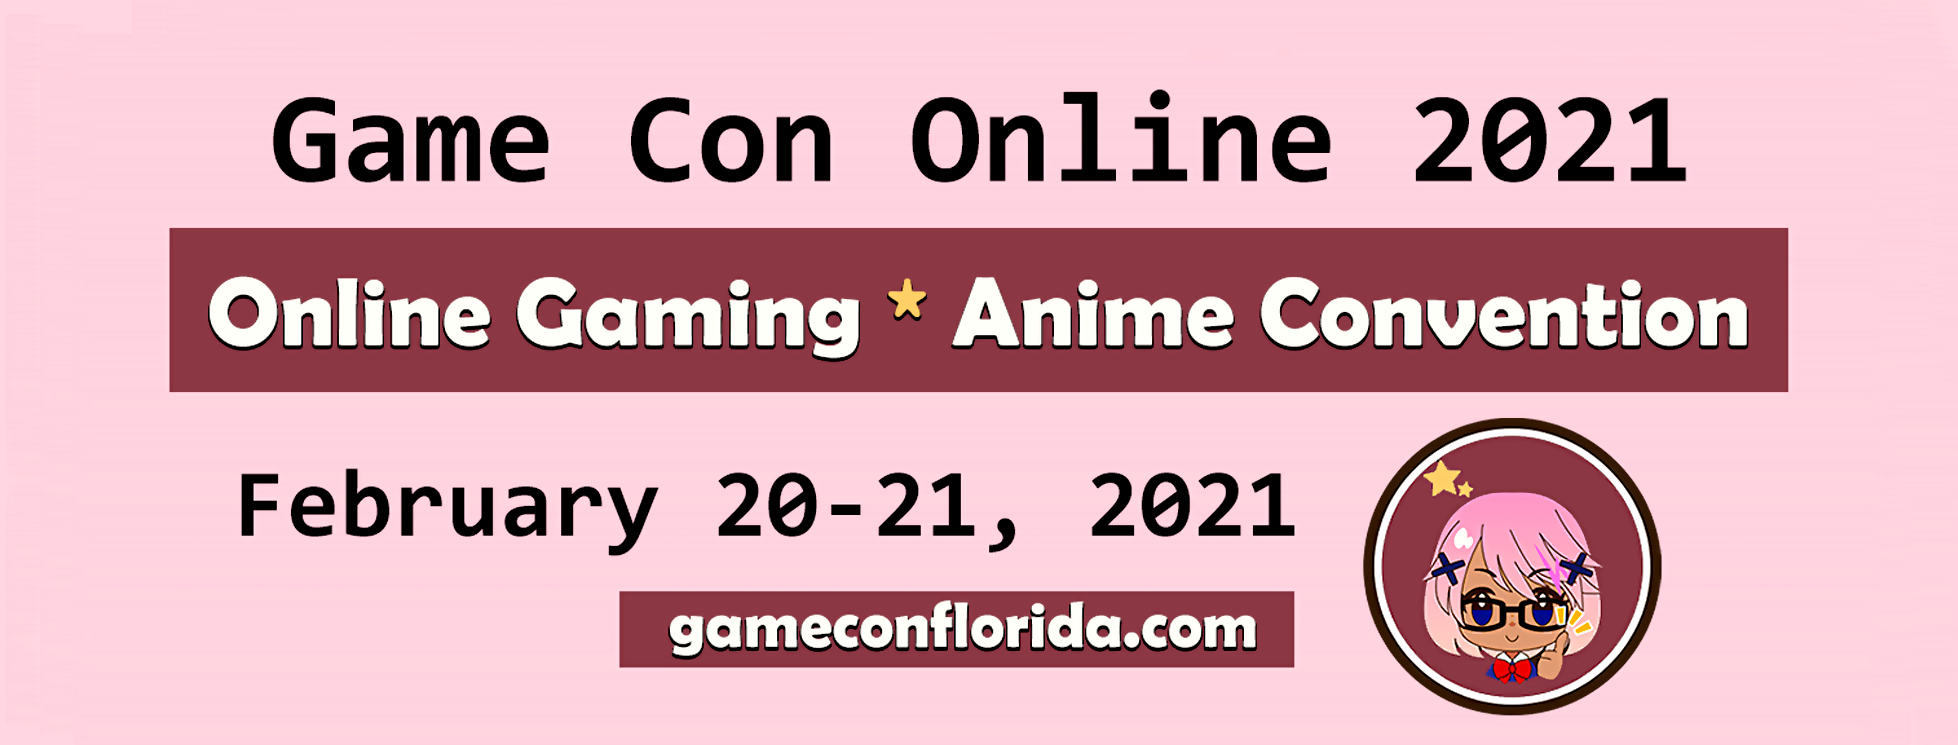 Game Con Online 2021
Online Gaming * Anime Convention
February 20-21, 2021
gameconflorida.com